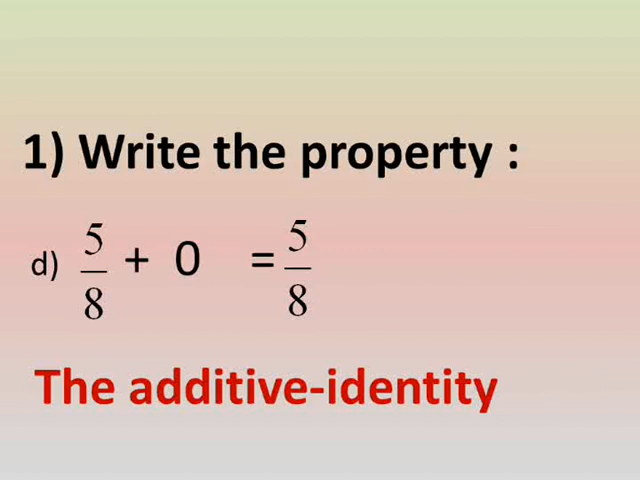 1) Write the property :
d) 5/8 + 0 = 5/8
The additive-identity